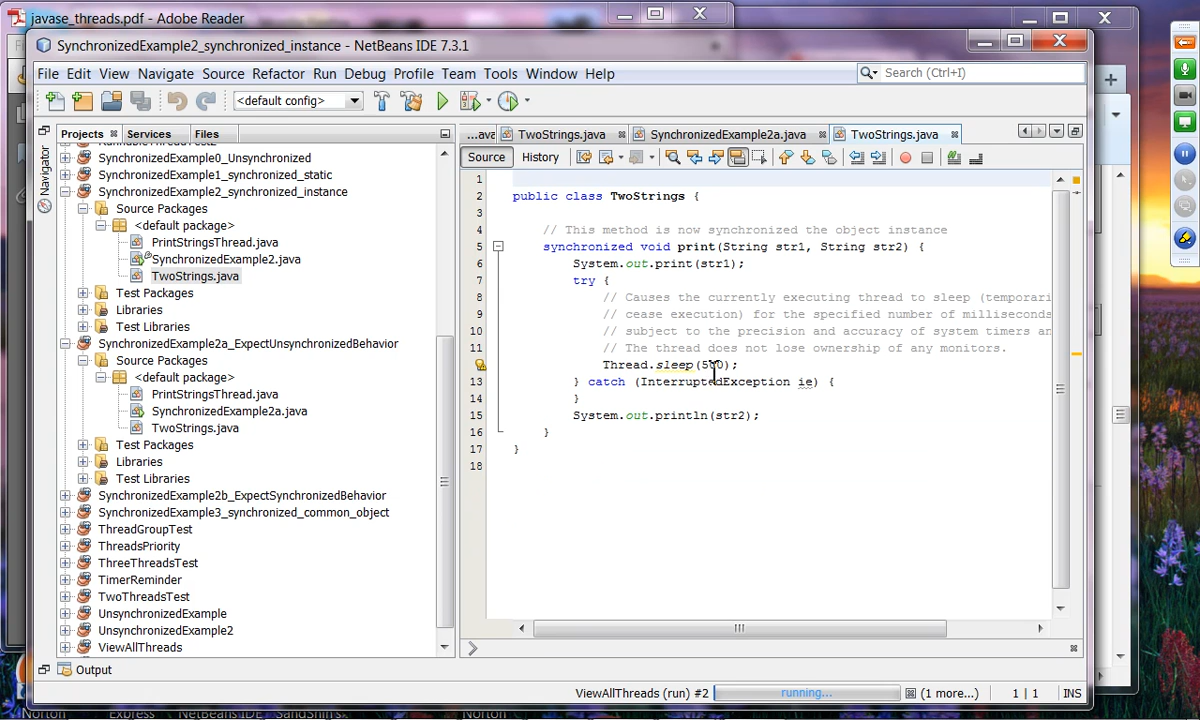 javase_threads.pdf - Adobe Reader
SynchronizedExample2_synchronized_instance - NetBeans IDE 7.3.1
File Edit View Navigate Source Refactor Run Debug Profile Team Tools Window Help
Search (Ctrl+I)
<default config>
Projects Services Files
...ava TwoStrings.java SynchronizedExample2a.java TwoStrings.java
Source History
Navigator
SynchronizedExample0_Unsynchronized
SynchronizedExample1_synchronized_static
SynchronizedExample2_synchronized_instance
Source Packages
<default package>
PrintStringsThread.java
SynchronizedExample2.java
TwoStrings.java
Test Packages
Libraries
Test Libraries
SynchronizedExample2a_ExpectUnsynchronizedBehavior
Source Packages
<default package>
PrintStringsThread.java
SynchronizedExample2a.java
TwoStrings.java
Test Packages
Libraries
Test Libraries
SynchronizedExample2b_ExpectSynchronizedBehavior
SynchronizedExample3_synchronized_common_object
ThreadGroupTest
ThreadsPriority
ThreeThreadsTest
TimerReminder
TwoThreadsTest
UnsynchronizedExample
UnsynchronizedExample2
ViewAllThreads
1
2 public class TwoStrings {
3
4 // This method is now synchronized the object instance
5 synchronized void print(String str1, String str2) {
6 System.out.print(str1);
7 try {
8 // Causes the currently executing thread to sleep (temporari
9 // cease execution) for the specified number of milliseconds
10 // subject to the precision and accuracy of system timers an
11 // The thread does not lose ownership of any monitors.
Thread.sleep(500);
13 } catch (InterruptedException ie) {
14 }
15 System.out.println(str2);
16 }
17 }
18
Output
ViewAllThreads (run) #2 running... (1 more...) 1 | 1 INS
Norton Express NetBeans IDE Norton